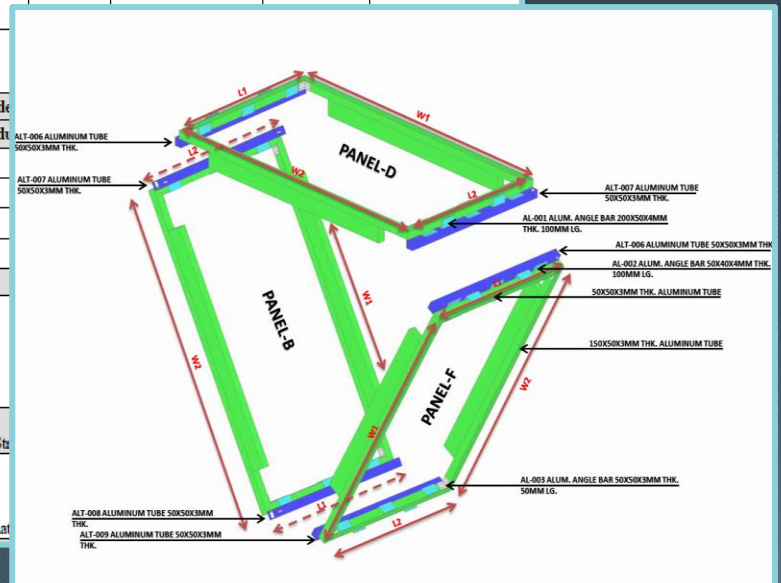 L1
W1
ALT-006 ALUMINUM TUBE
50X50X3MM THK.
L2
PANEL-D
W2
ALT-007 ALUMINUM TUBE
50X50X3MM THK.
L2
ALT-007 ALUMINUM TUBE
50X50X3MM THK.
AL-001 ALUM. ANGLE BAR 200X50X4MM
THK. 100MM LG.
ALT-006 ALUMINUM TUBE 50X50X3MM THK
AL-002 ALUM. ANGLE BAR 50X40X4MM THK.
100MM LG.
L1
50X50X3MM THK. ALUMINUM TUBE
W1
PANEL-B
150X50X3MM THK. ALUMINUM TUBE
W2
PANEL-F
W2
W1
AL-003 ALUM. ANGLE BAR 50X50X3MM THK.
50MM LG.
L1
ALT-008 ALUMINUM TUBE 50X50X3MM
THK.
L2
ALT-009 ALUMINUM TUBE 50X50X3MM
THK.